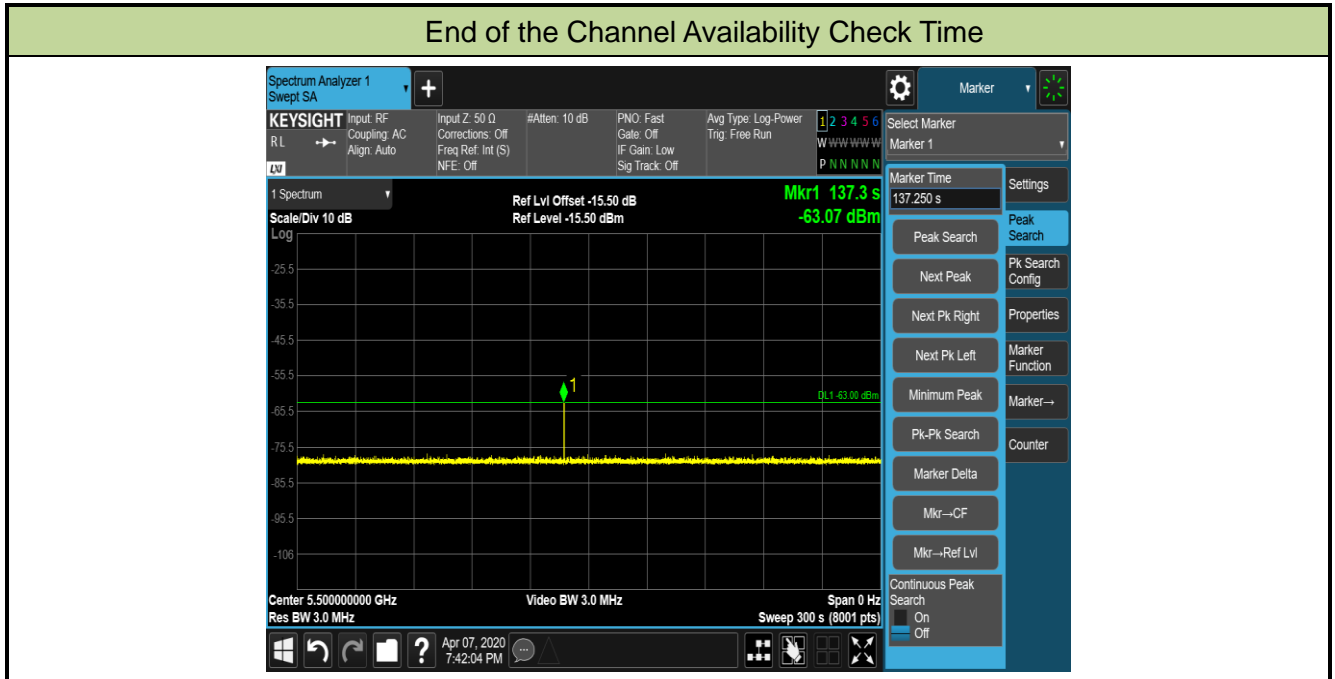 End of the Channel Availability Check Time
Spectrum Analyzer 1
Swept SA
+
Marker
KEYSIGHT
RL
LXI
Input: RF
Coupling: AC
Align: Auto
Input Z: 50 Ω
Corrections: Off
Freq Ref: Int (S)
NFE: Off
#Atten: 10 dB
PNO: Fast
Gate: Off
IF Gain: Low
Sig Track: Off
Avg Type: Log-Power
Trig: Free Run
1 2 3 4 5 6
W W W W W W
P N N N N N
Select Marker
Marker 1
1 Spectrum
Scale/Div 10 dB
Log
Ref Lvl Offset -15.50 dB
Ref Level -15.50 dBm
Mkr1 137.3 s
-63.07 dBm
-25.5
-35.5
-45.5
-55.5
-65.5
-75.5
-85.5
-95.5
-106
1
DL1 -63.00 dBm
Center 5.500000000 GHz
Res BW 3.0 MHz
Video BW 3.0 MHz
Span 0 Hz
Sweep 300 s (8001 pts)
Marker Time
137.250 s
Peak Search
Next Peak
Next Pk Right
Next Pk Left
Minimum Peak
Pk-Pk Search
Marker Delta
Mkr→CF
Mkr→Ref Lvl
Continuous Peak
Search
On
Off
Settings
Peak
Search
Pk Search
Config
Properties
Marker
Function
Marker→
Counter
?
Apr 07, 2020
7:42:04 PM